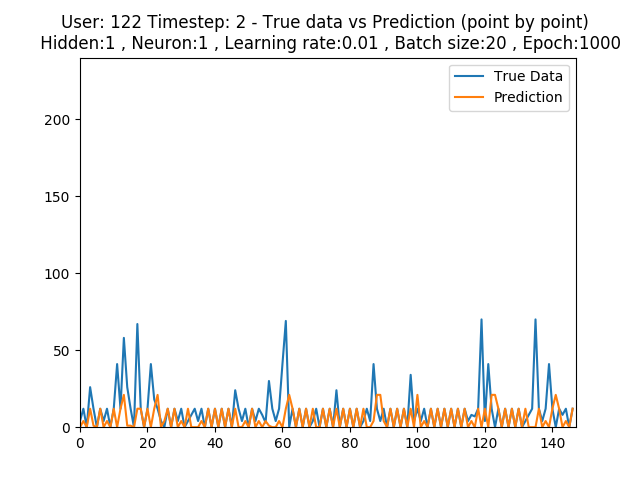 User: 122 Timestep: 2 - True data vs Prediction (point by point)
Hidden:1 , Neuron:1 , Learning rate:0.01 , Batch size:20 , Epoch:1000
True Data
Prediction
200
150
100
50
0
0 20 40 60 80 100 120 140